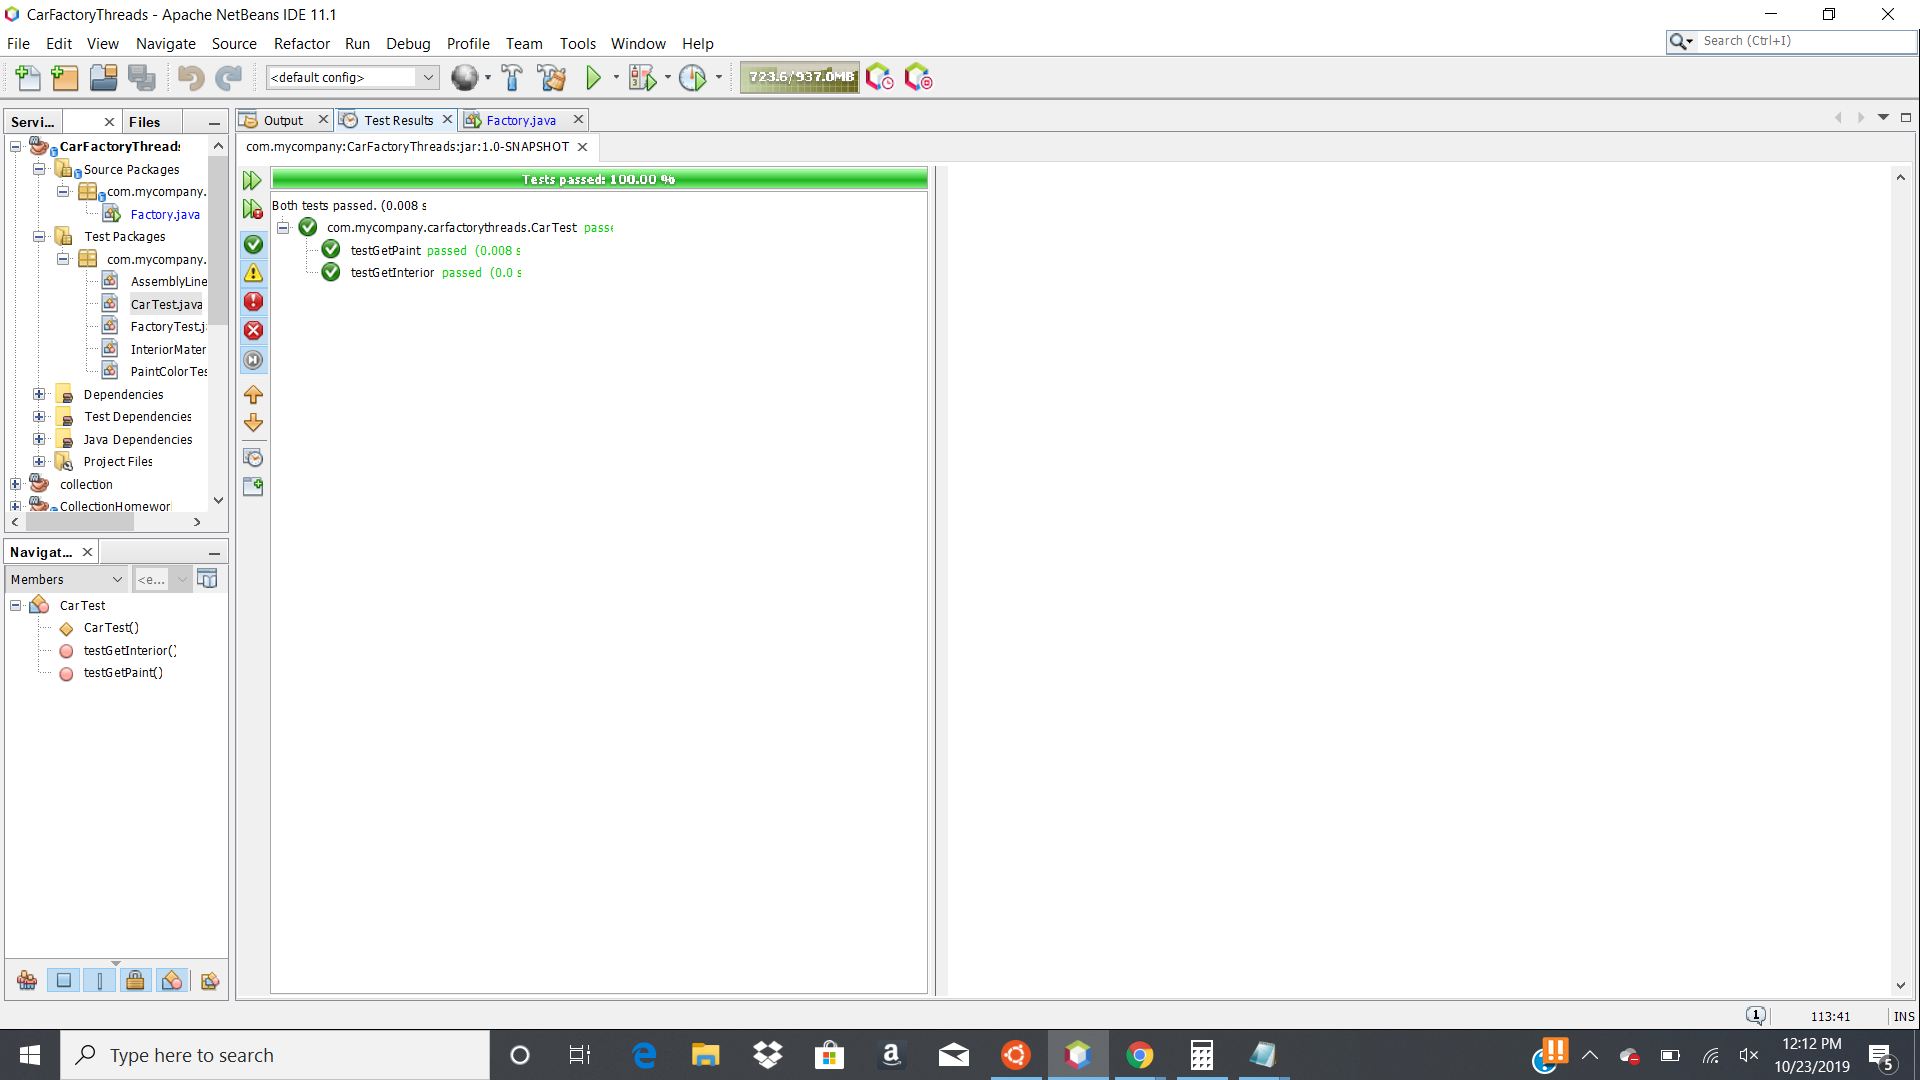 CarFactoryThreads - Apache NetBeans IDE 11.1
File Edit View Navigate Source Refactor Run Debug Profile Team Tools Window Help
Search (Ctrl+I)
<default config>
723.6/937.0MB
Servi...
Files
Output
Test Results
Factory.java
CarFactoryThreads
Source Packages
com.mycompany.
Factory.java
Test Packages
com.mycompany.
AssemblyLine
CarTest.java
FactoryTest.j
InteriorMater
PaintColorTes
Dependencies
Test Dependencies
Java Dependencies
Project Files
collection
CollectionHomewor
com.mycompany:CarFactoryThreads:jar:1.0-SNAPSHOT
Tests passed: 100.00 %
Both tests passed. (0.008 s
com.mycompany.carfactorythreads.CarTest passe
testGetPaint passed (0.008 s
testGetInterior passed (0.0 s
Navigat...
Members
<e...
CarTest
CarTest()
testGetInterior()
testGetPaint()
1
113:41
INS
Type here to search
12:12 PM
10/23/2019
5